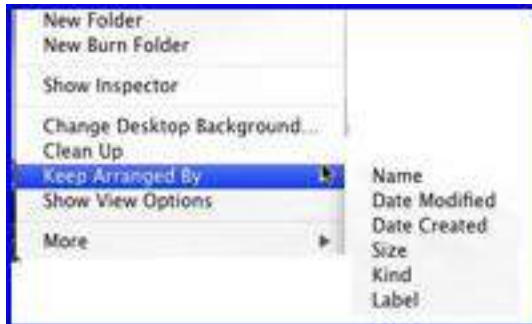 New Folder
New Burn Folder
Show Inspector
Change Desktop Background...
Clean Up
Keep Arranged By
Show View Options
More
Name
Date Modified
Date Created
Size
Kind
Label